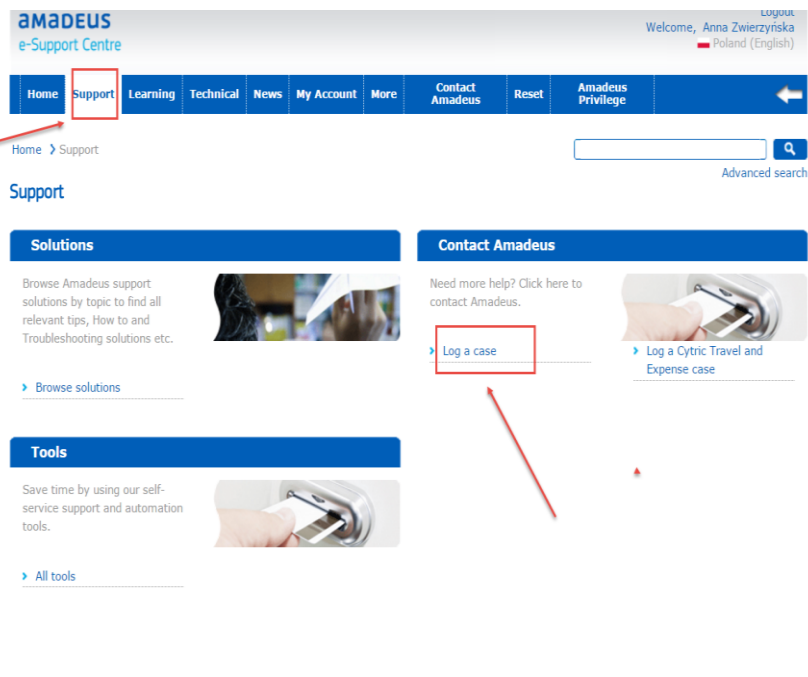 Logout
amadeus
Welcome, Anna Zwierzyńska
e-Support Centre
Poland (English)
Home Support Learning Technical News My Account More Contact Amadeus Reset Amadeus Privilege
Home > Support
Advanced search
Support
Solutions
Browse Amadeus support
solutions by topic to find all
relevant tips, How to and
Troubleshooting solutions etc.
Browse solutions
Contact Amadeus
Need more help? Click here to
contact Amadeus.
Log a case
Log a Cytric Travel and
Expense case
Tools
Save time by using our self-
service support and automation
tools.
All tools